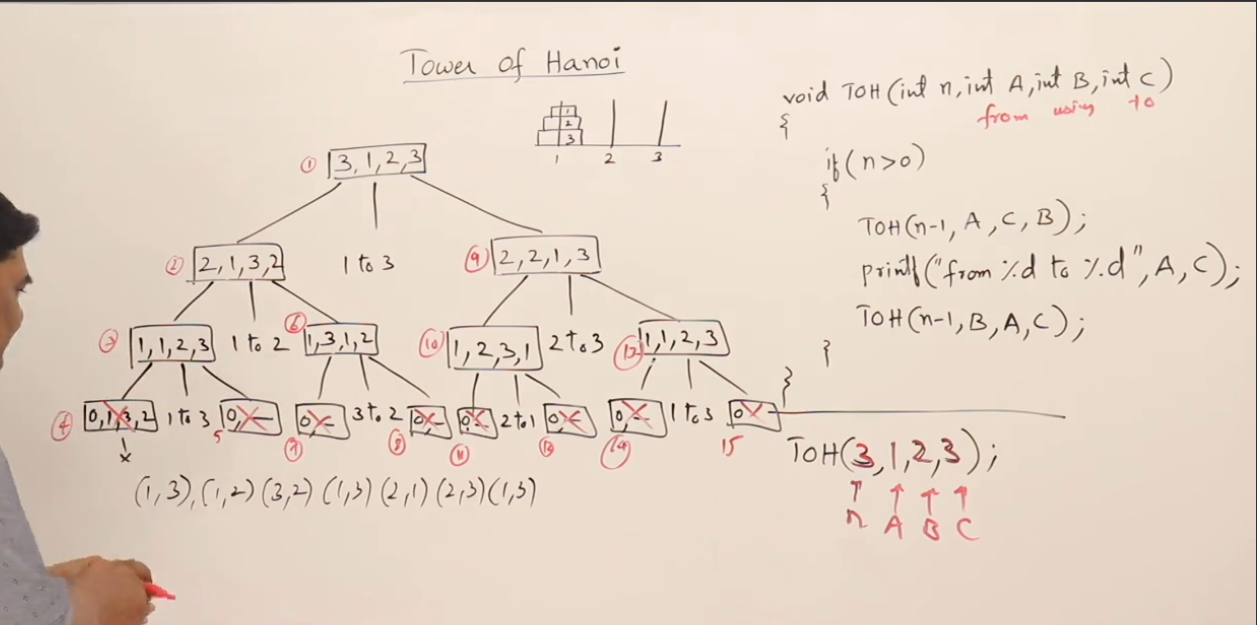 Tower of Hanoi
1
2
3
1 2 3
① 3,1,2,3
② 2,1,3,2
1 to 3
⑨ 2,2,1,3
③ 1,1,2,3
1 to 2
⑥ 1,3,1,2
⑩ 1,2,3,1
2 to 3
1,1,2,3
④ 0,1,3,2
1 to 3
5 0,
⑦ 0,
3 to 2
⑧ 0,
⑪ 0,
2 to 1
⑬ 0,
⑭ 0,
1 to 3
15 0
x
(1,3),(1,2)(3,2)(1,3)(2,1)(2,3)(1,3)
void TOH(int n,int A,int B,int C)
from using to
{
if(n>0)
{
TOH(n-1,A,C,B);
printf("from %d to %d",A,C);
TOH(n-1,B,A,C);
}
}
TOH(3,1,2,3);
n A B C